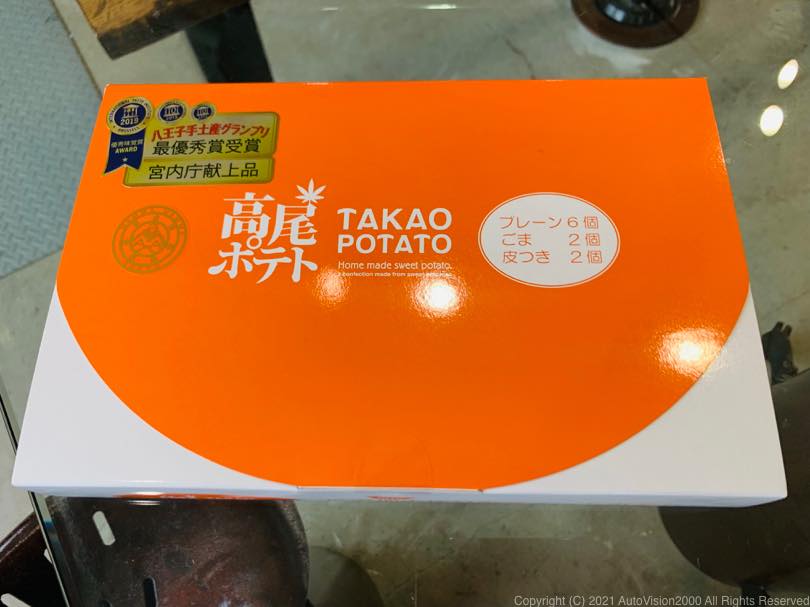 2019
優秀味覚賞
AWARD
八王子手土産グランプリ
最優秀賞受賞
宮内庁献上品
高尾
ポテト
TAKAO
POTATO
Home made sweet potato.
プレーン6個
ごま 2個
皮つき 2個
Copyright (C) 2021 AutoVision2000 All Rights Reserved